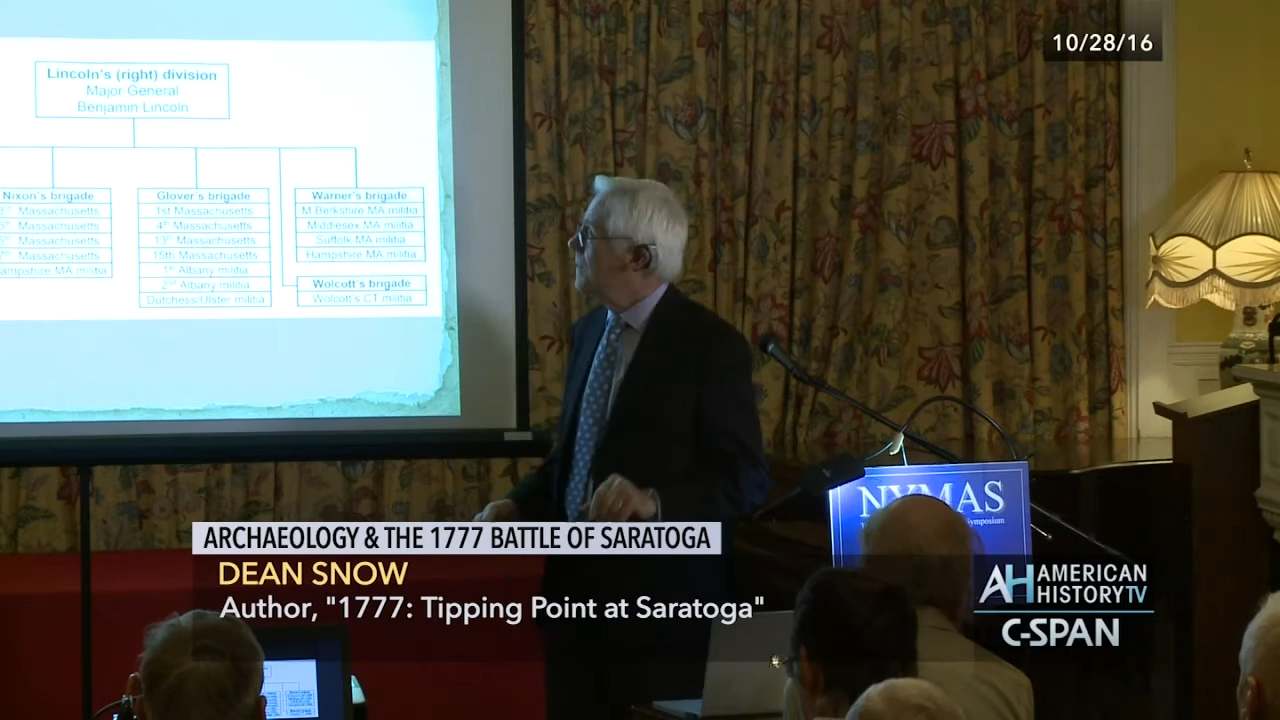 10/28/16
Lincoln's (right) division
Major General
Benjamin Lincoln
Nixon's brigade
Massachusetts
Massachusetts
Massachusetts
Massachusetts
ampshire MA militia
Glover's brigade
1st Massachusetts
4th Massachusetts
13th Massachusetts
15th Massachusetts
1st Albany militia
2nd Albany militia
Dutchess/Ulster militia
Warner's brigade
M Berkshire MA militia
Middlesex MA militia
Suffolk MA militia
Hampshire MA militia
Wolcott's brigade
Wolcott's CT militia
NYMAS
Symposium
ARCHAEOLOGY & THE 1777 BATTLE OF SARATOGA
DEAN SNOW
Author, "1777: Tipping Point at Saratoga"
AH AMERICAN
HISTORYTV
C-SPAN